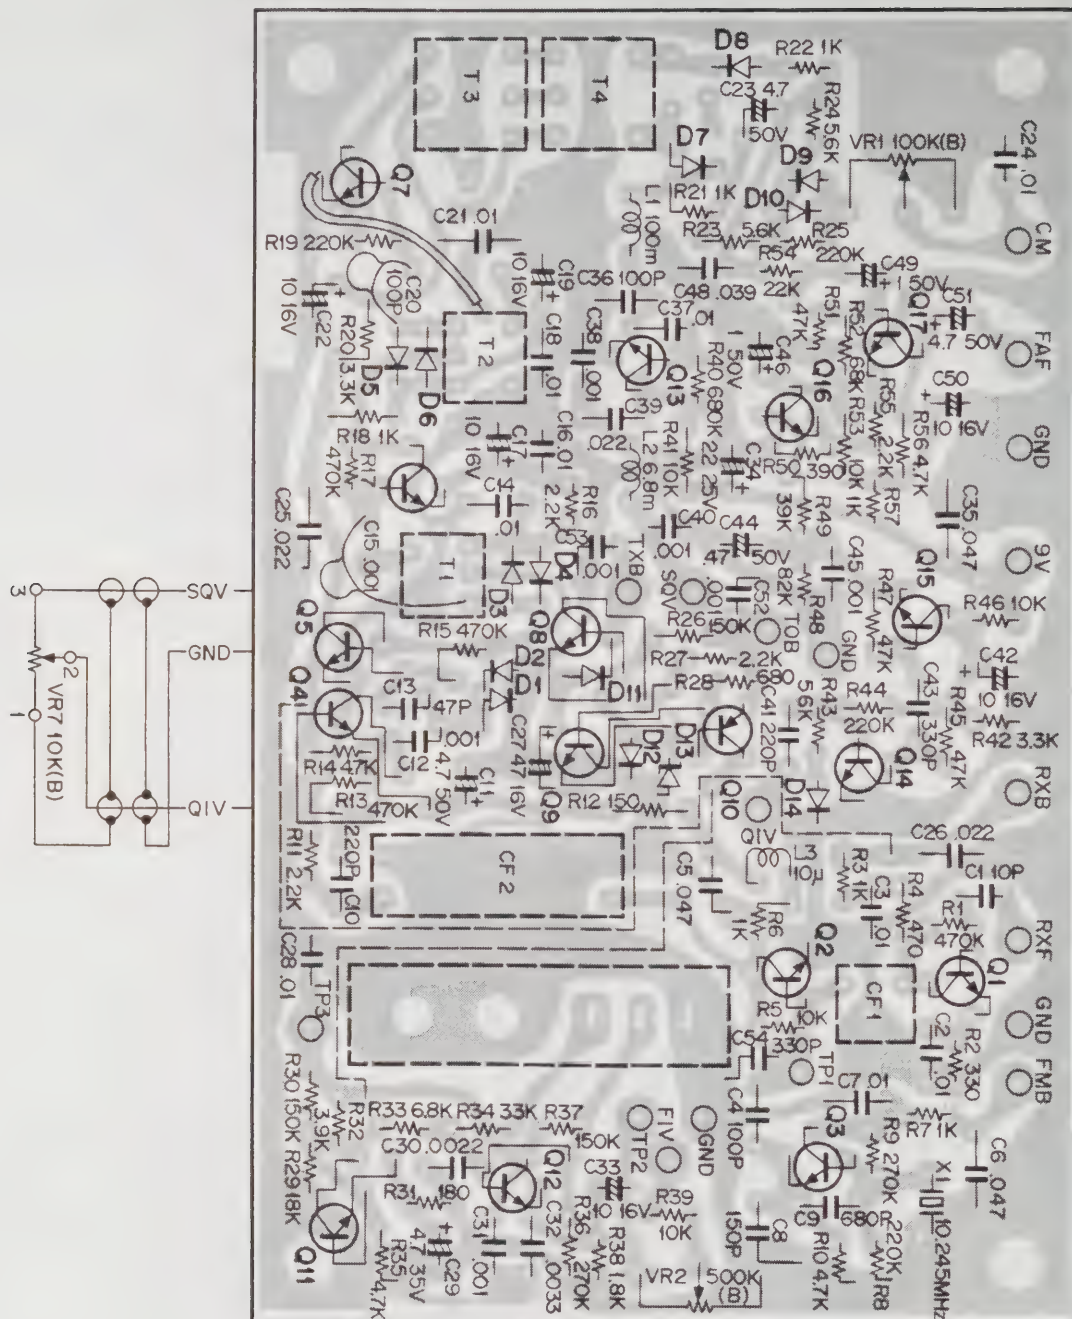 D8
R22 1K
T3
T4
C23 4.7
50V
R24 5.6K
VR1 100K(B)
C24 .01
D7
D9
Q7
R21 1K
D10
L1 100m
C21 .01
CM
R23 5.6K
R25
220K
R19 220K
R54
22K
C49
1 50V
10 16V
C19
C36 100P
C48 .039
C20
100P
C37
.01
47K
R51
R52
68K
Q17
C51
4.7 50V
10 16V
C22
R20 3.3K
D5
D6
T2
C18
.01
C38
.001
Q13
R40 680K
1 50V
C46
Q16
FAF
C50
10 16V
R18 1K
R17
470K
10 16V
C17
C16 .01
C39
.022
L2 6.8m
R41 10K
22 25V
C34
R50 390
R53
10K
R55
2.2K
R56 4.7K
GND
C14
.01
R16
2.2K
C40
.001
39K
R49
1K
R57
C35 .047
C25 .022
C15 .001
T1
D3
D4
C53
.001
TXB
C44
.47 50V
SQV
C52
.001
82K
R48
C45 .001
R47
47K
Q15
9V
R46 10K
3
SQV
Q5
R15 470K
Q8
R26
150K
TOB
GND
GND
2
D2
D1
D11
R27
2.2K
R28
680
C42
10 16V
VR7 10K(B)
1
Q4
C13
47P
C41
220P
5.6K
R43
R44
220K
C43
330P
R45
47K
R42 3.3K
C12
.001
C27 47 16V
Q9
D12
D13
Q14
R14 47K
R13
470K
4.7 50V
C11
R12 150
Q10
D14
RXB
QIV
QIV
R11 2.2K
220P
C10
CF2
C5 .047
L3
10μ
R3 1K
C3
.01
R4
470
C26 .022
C1 10P
R1
470K
RXF
1K
R6
Q2
C28 .01
TP3
CF1
Q1
R5
10K
GND
C54
330P
TP1
C2
.01
R2 330
FMB
R30
150K
3.9K
R32
R33 6.8K
R34 33K
R37
150K
C4 100P
C7 .01
R7 1K
C30 .0022
TP2
FIV
GND
Q3
R9 270K
X1 10.245MHz
C6 .047
R29 18K
R31 180
Q12
C33
10 16V
R39
10K
C9
680P
Q11
R35
4.7K
4.7 35V
C29
C31
.001
C32
.0033
R36
270K
R38 1.8K
VR2
500K
(B)
150P
C8
R10 4.7K
220K
R8